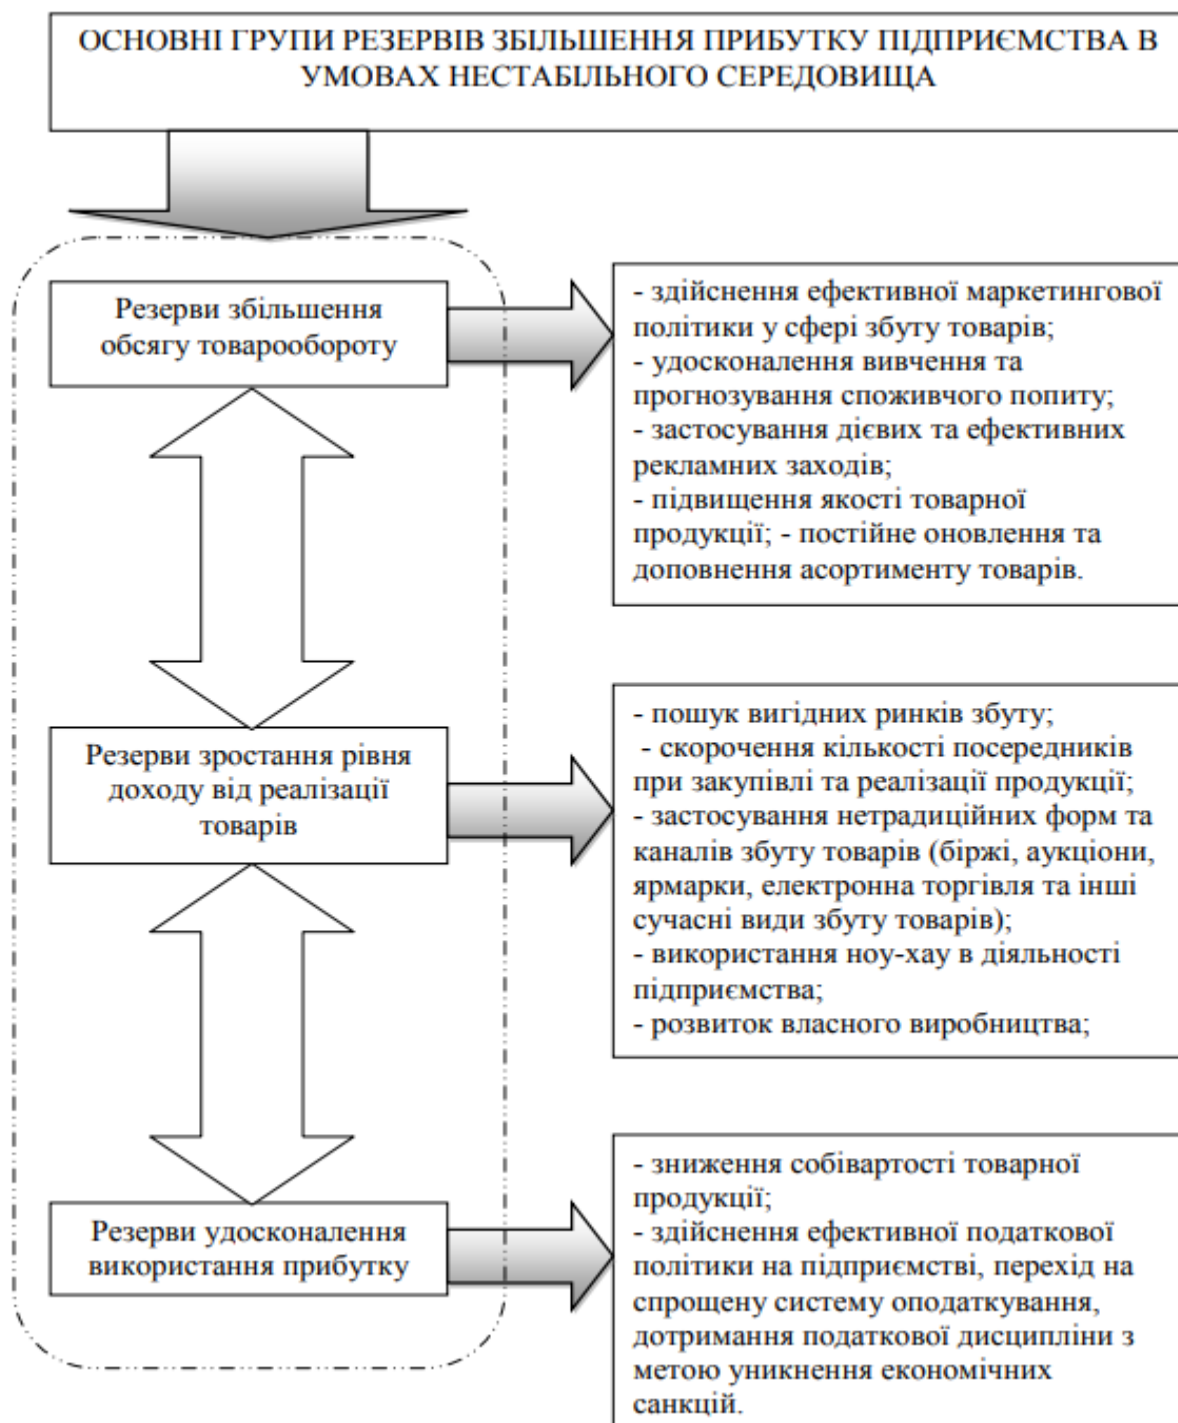 ОСНОВНІ ГРУПИ РЕЗЕРВІВ ЗБІЛЬШЕННЯ ПРИБУТКУ ПІДПРИЄМСТВА В
УМОВАХ НЕСТАБІЛЬНОГО СЕРЕДОВИЩА
Резерви збільшення
обсягу товарообороту
- здійснення ефективної маркетингової
політики у сфері збуту товарів;
- удосконалення вивчення та
прогнозування споживчого попиту;
- застосування дієвих та ефективних
рекламних заходів;
- підвищення якості товарної
продукції; - постійне оновлення та
доповнення асортименту товарів.
Резерви зростання рівня
доходу від реалізації
товарів
- пошук вигідних ринків збуту;
- скорочення кількості посередників
при закупівлі та реалізації продукції;
- застосування нетрадиційних форм та
каналів збуту товарів (біржі, аукціони,
ярмарки, електронна торгівля та інші
сучасні види збуту товарів);
- використання ноу-хау в діяльності
підприємства;
- розвиток власного виробництва;
Резерви удосконалення
використання прибутку
- зниження собівартості товарної
продукції;
- здійснення ефективної податкової
політики на підприємстві, перехід на
спрощену систему оподаткування,
дотримання податкової дисципліни з
метою уникнення економічних
санкцій.